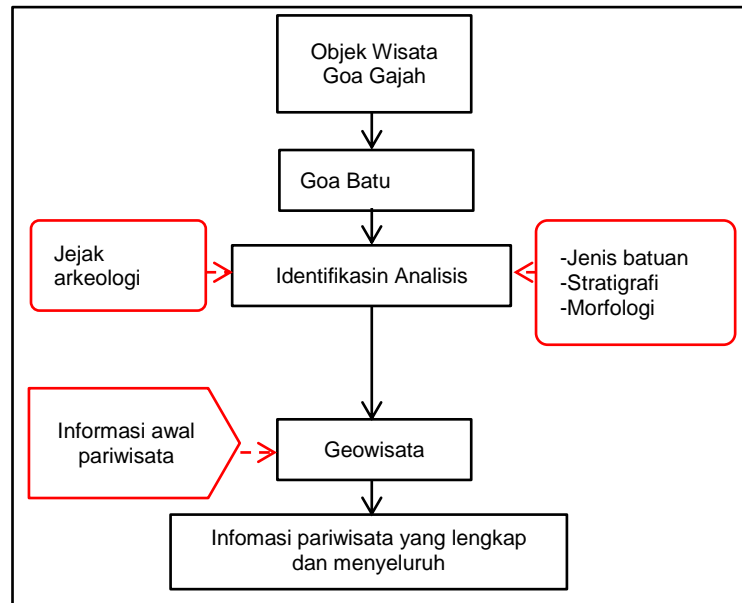 Objek Wisata
Goa Gajah
Goa Batu
Jejak
arkeologi
Identifikasin Analisis
-Jenis batuan
-Stratigrafi
-Morfologi
Informasi awal
pariwisata
Geowisata
Infomasi pariwisata yang lengkap
dan menyeluruh